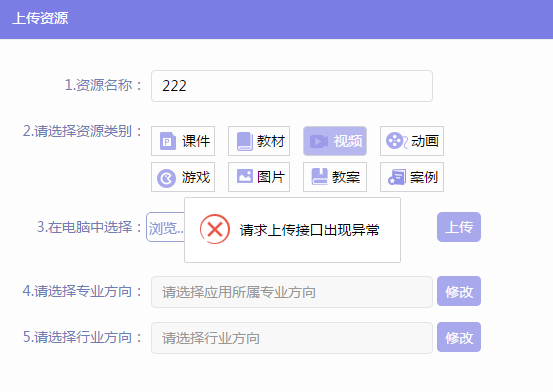 上传资源
1.资源名称： 222
2.请选择资源类别： 课件 教材 视频 动画
游戏 图片 教案 案例
3.在电脑中选择： 浏览.. 请求上传接口出现异常 上传
4.请选择专业方向： 请选择应用所属专业方向 修改
5.请选择行业方向： 请选择行业方向 修改